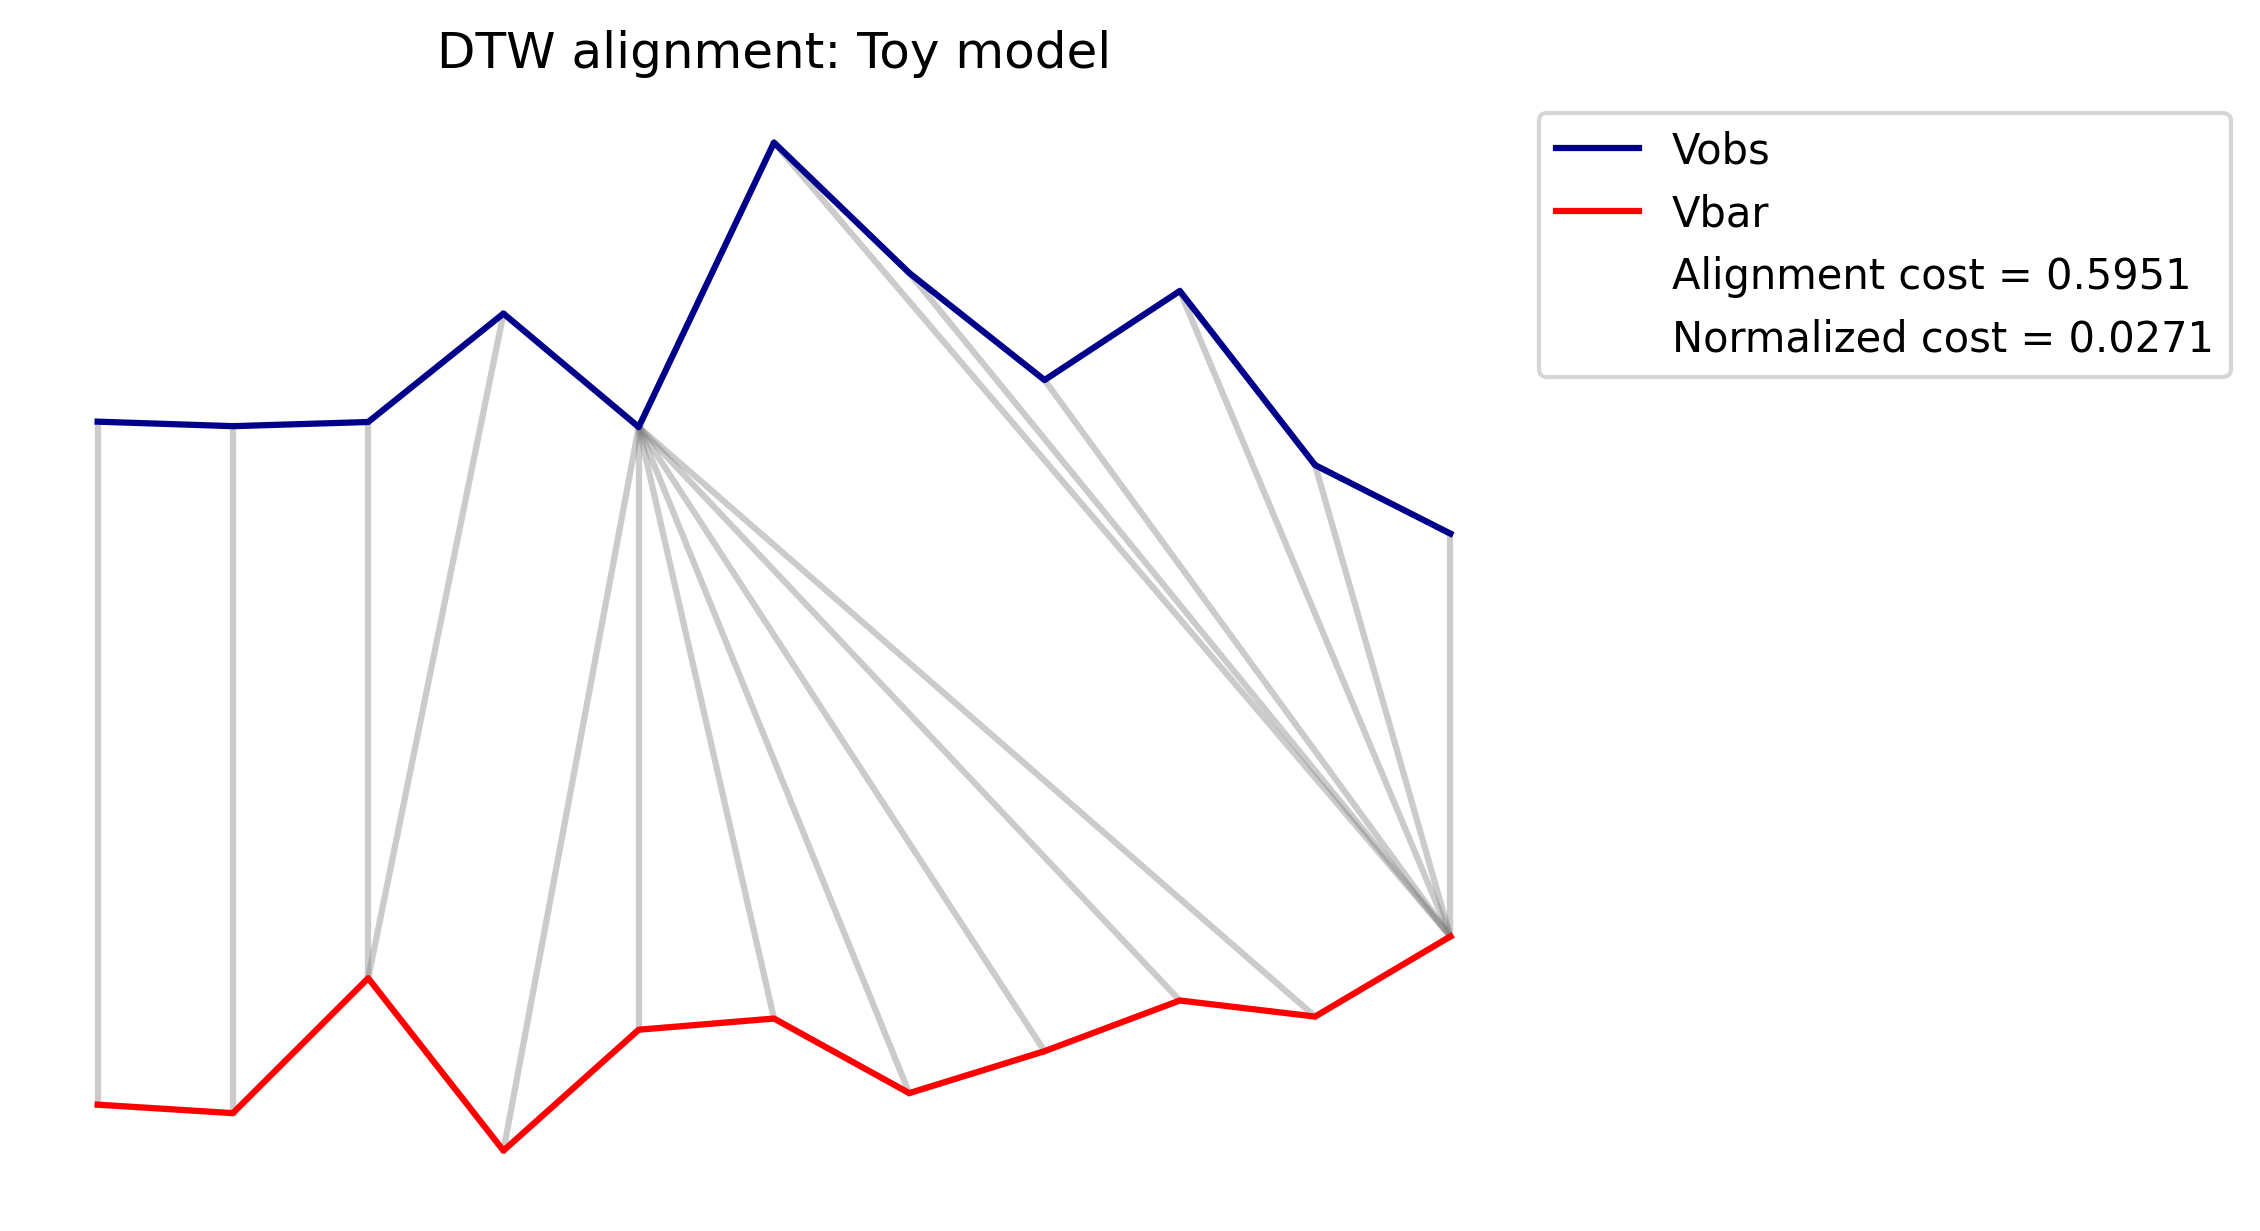 DTW alignment: Toy model
Vobs
Vbar
Alignment cost = 0.5951
Normalized cost = 0.0271